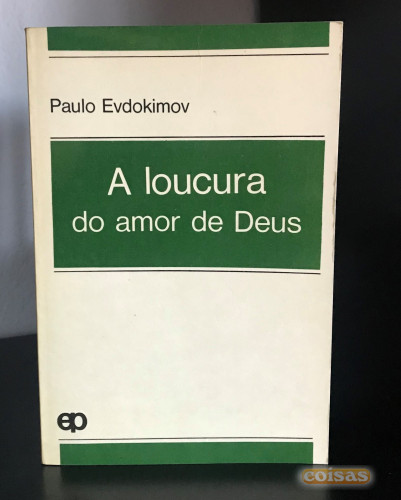 Paulo Evdokimov
A loucura
do amor de Deus
ep
coisas